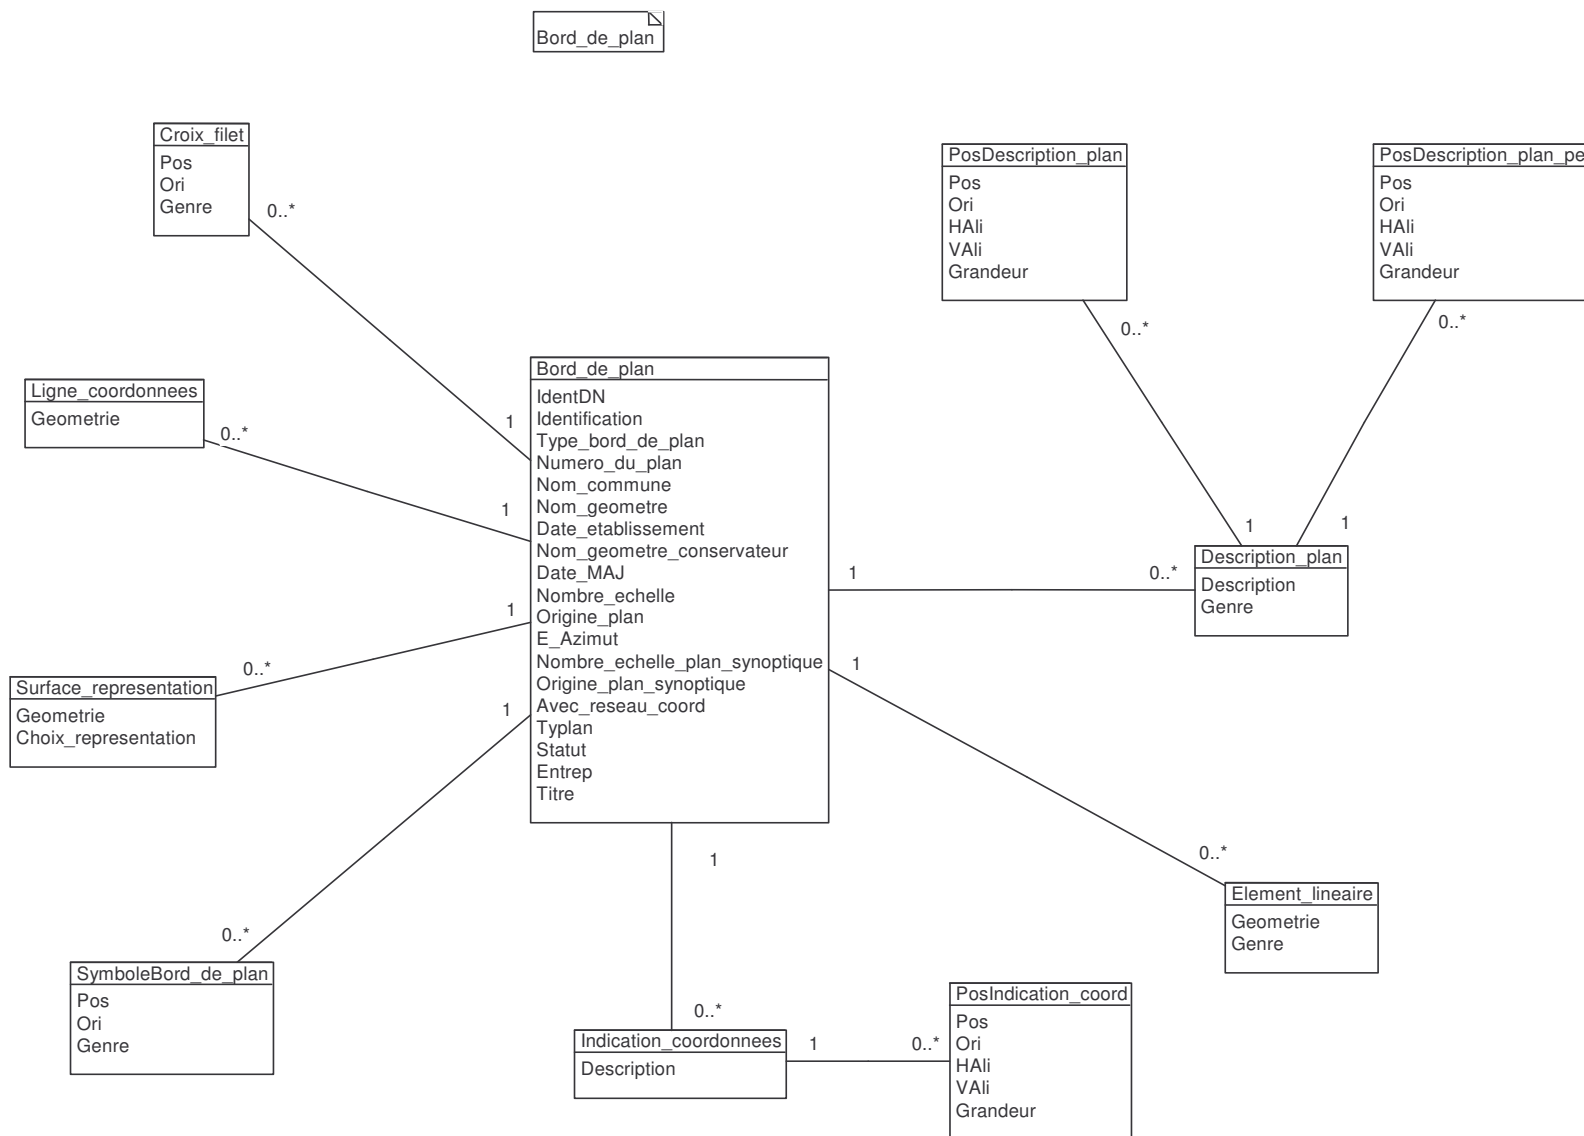 Bord_de_plan
Croix_filet
Pos
Ori
Genre
0..*
PosDescription_plan
Pos
Ori
HAli
VAli
Grandeur
0..*
PosDescription_plan_pe
Pos
Ori
HAli
VAli
Grandeur
0..*
Ligne_coordonnees
Geometrie
0..*
Bord_de_plan
IdentDN
Identification
Type_bord_de_plan
Numero_du_plan
Nom_commune
Nom_geometre
Date_etablissement
Nom_geometre_conservateur
Date_MAJ
Nombre_echelle
Origine_plan
E_Azimut
Nombre_echelle_plan_synoptique
Origine_plan_synoptique
Avec_reseau_coord
Typlan
Statut
Entrep
Titre
1
1
1
1
1
0..*
1
1
Description_plan
Description
Genre
Surface_representation
Geometrie
Choix_representation
0..*
1
0..*
Element_lineaire
Geometrie
Genre
SymboleBord_de_plan
Pos
Ori
Genre
0..*
1
0..*
Indication_coordonnees
Description
1
0..*
PosIndication_coord
Pos
Ori
HAli
VAli
Grandeur